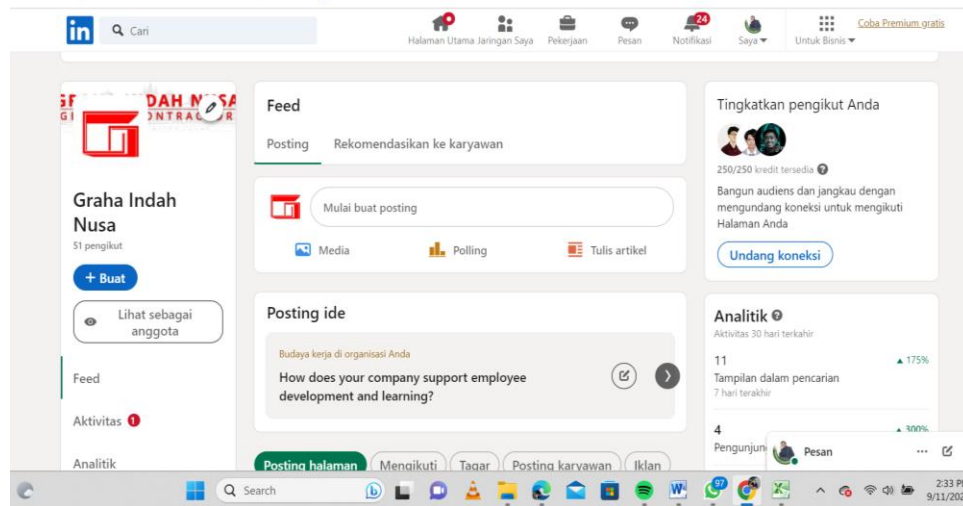 in
Cari
Halaman Utama
Jaringan Saya
Pekerjaan
Pesan
24
Notifikasi
Saya
Untuk Bisnis
Coba Premium gratis
DAH
Graha Indah
Nusa
51 pengikut
+ Buat
Lihat sebagai
anggota
Feed
Aktivitas 1
Analitik
Feed
Posting
Rekomendasikan ke karyawan
Mulai buat posting
Media
Polling
Tulis artikel
Posting ide
Budaya kerja di organisasi Anda
How does your company support employee
development and learning?
Posting halaman
Mengikuti
Tagar
Posting karyawan
Iklan
Tingkatkan pengikut Anda
250/250 kredit tersedia
Bangun audiens dan jangkau dengan
mengundang koneksi untuk mengikuti
Halaman Anda
Undang koneksi
Analitik
Aktivitas 30 hari terkahir
11
175%
Tampilan dalam pencarian
7 hari terakhir
4
300%
Pesan
Search
97
2:33